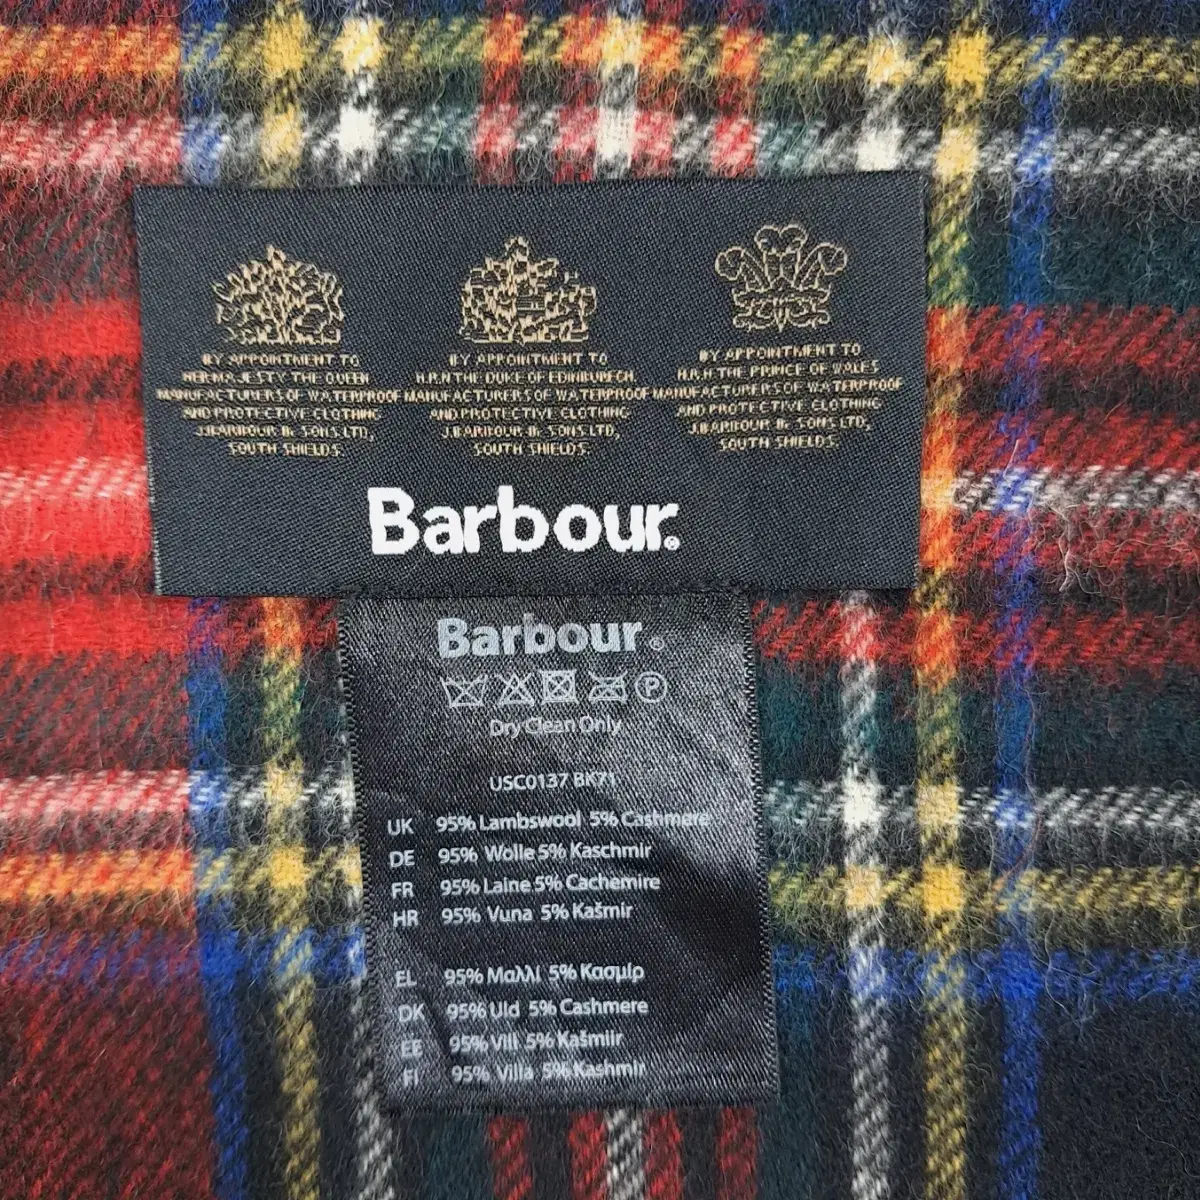 BY APPOINTMENT TO
HER MAJESTY THE QUEEN
MANUFACTURERS OF WATERPROOF
AND PROTECTIVE CLOTHING
J.BARBOUR & SONS LTD,
SOUTH SHIELDS.
BY APPOINTMENT TO
H.R.H THE DUKE OF EDINBURGH
MANUFACTURERS OF WATERPROOF
AND PROTECTIVE CLOTHING
J.BARBOUR & SONS LTD,
SOUTH SHIELDS.
BY APPOINTMENT TO
H.R.H THE PRINCE OF WALES
MANUFACTURERS OF WATERPROOF
AND PROTECTIVE CLOTHING
J.BARBOUR & SONS LTD,
SOUTH SHIELDS.
Barbour®
Barbour®
P
Dry Clean Only
USC0137 BK71
UK 95% Lambswool 5% Cashmere
DE 95% Wolle 5% Kaschmir
FR 95% Laine 5% Cachemire
HR 95% Vuna 5% Kašmir
EL 95% Μαλλί 5% Κασμίρ
DK 95% Uld 5% Cashmere
EE 95% Vill 5% Kašmiir
FI 95% Villa 5% Kashmir